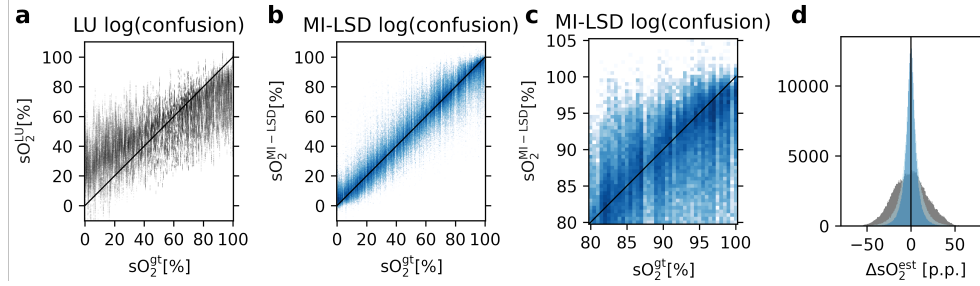 a
LU log(confusion)
sO₂ᴸᵁ[%]
100
80
60
40
20
0
0 20 40 60 80 100
sO₂ᵍᵗ[%]
b
MI-LSD log(confusion)
sO₂ᴹᴵ⁻ᴸˢᴰ[%]
100
80
60
40
20
0
0 20 40 60 80 100
sO₂ᵍᵗ[%]
c
MI-LSD log(confusion)
sO₂ᴹᴵ⁻ᴸˢᴰ[%]
105
100
95
90
85
80
80 85 90 95 100
sO₂ᵍᵗ[%]
d
10000
5000
0
−50 0 50
ΔsO₂ᵉˢᵗ [p.p.]